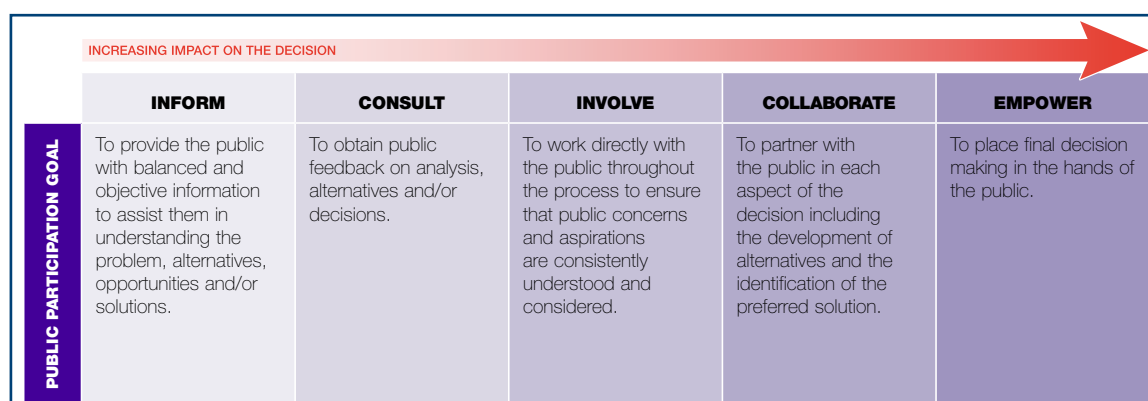 INCREASING IMPACT ON THE DECISION
INFORM
CONSULT
INVOLVE
COLLABORATE
EMPOWER
PUBLIC PARTICIPATION GOAL
To provide the public
with balanced and
objective information
to assist them in
understanding the
problem, alternatives,
opportunities and/or
solutions.
To obtain public
feedback on analysis,
alternatives and/or
decisions.
To work directly with
the public throughout
the process to ensure
that public concerns
and aspirations
are consistently
understood and
considered.
To partner with
the public in each
aspect of the
decision including
the development of
alternatives and the
identification of the
preferred solution.
To place final decision
making in the hands of
the public.